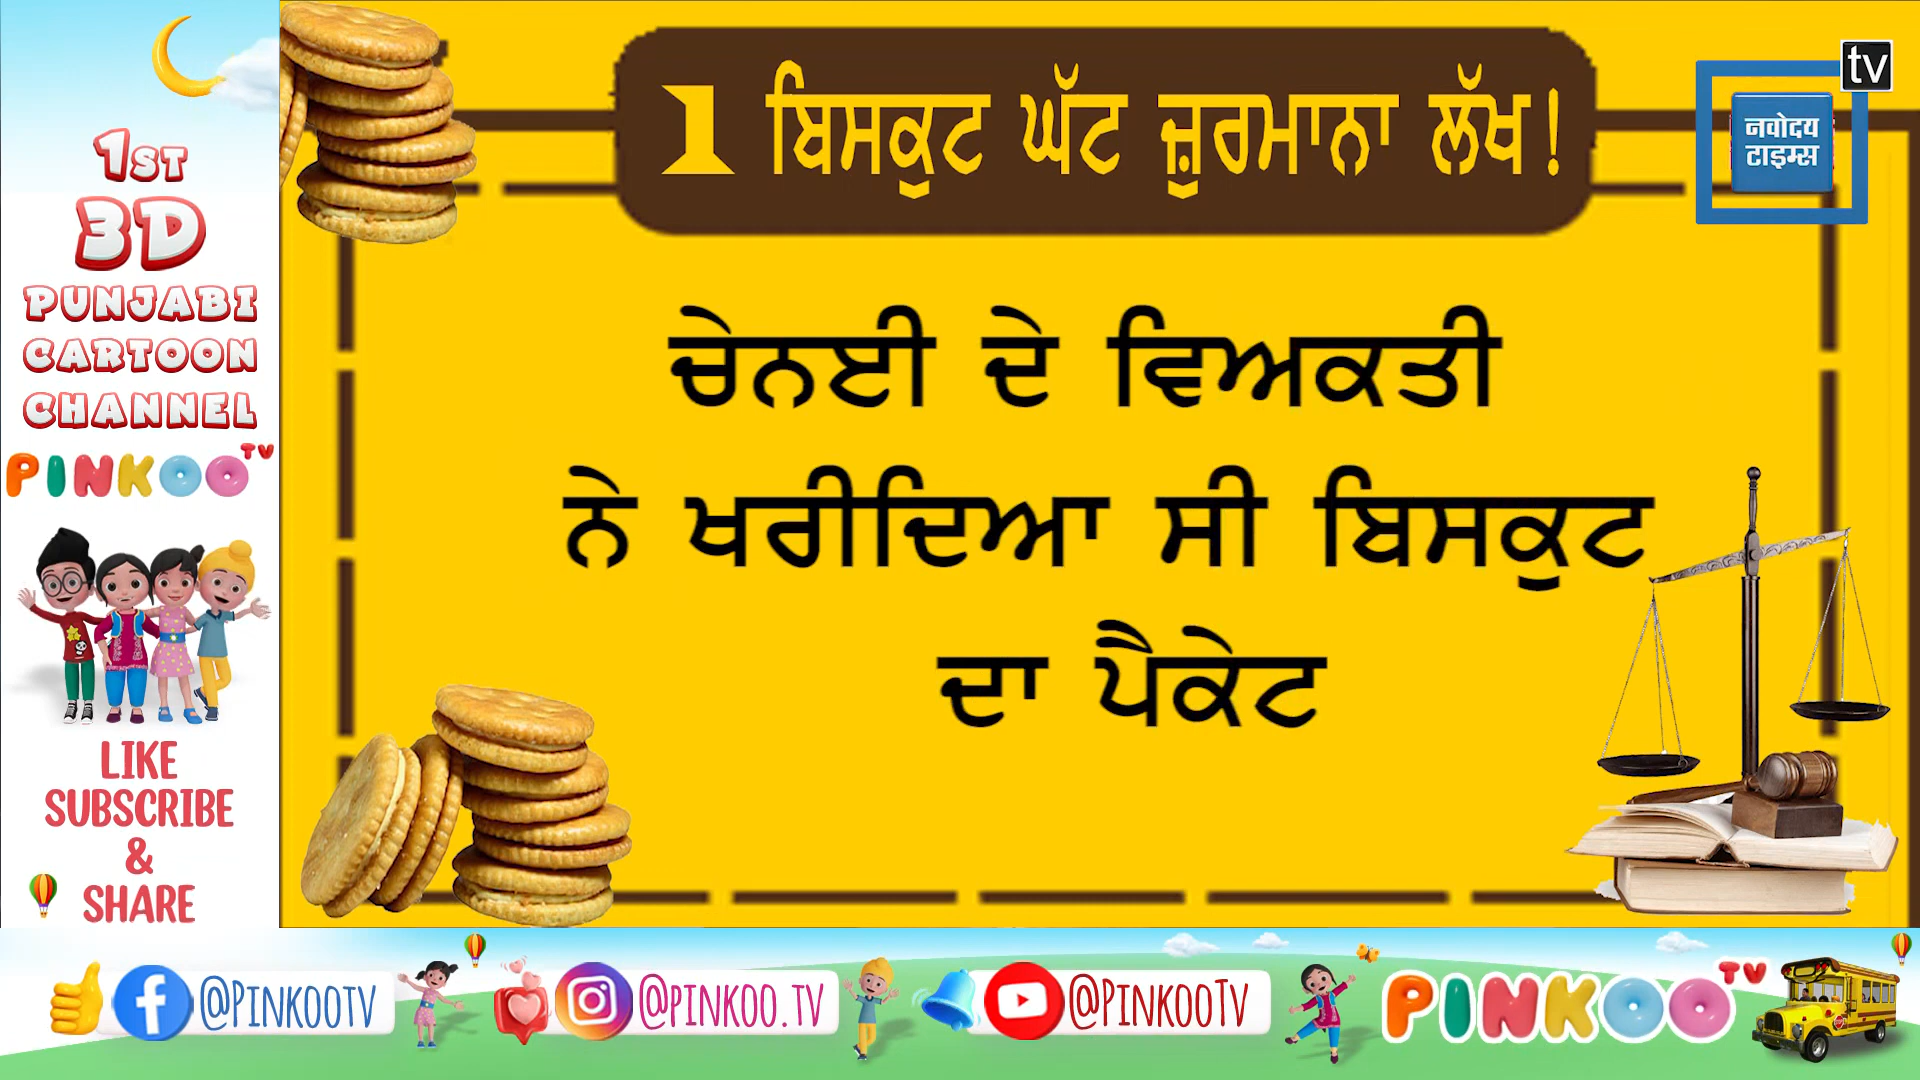 1ST
3D
PUNJABI
CARTOON
CHANNEL
PINKOO TV
LIKE
SUBSCRIBE
&
SHARE
1 ਬਿਸਕੁਟ ਘੱਟ ਜ਼ੁਰਮਾਨਾ ਲੱਖ!
tv
नवोदय
टाइम्स
ਚੇਨਈ ਦੇ ਵਿਅਕਤੀ
ਨੇ ਖਰੀਦਿਆ ਸੀ ਬਿਸਕੁਟ
ਦਾ ਪੈਕੇਟ
@PINKOOTV
@PINKOO.TV
@PINKOOTV
PINKOO TV